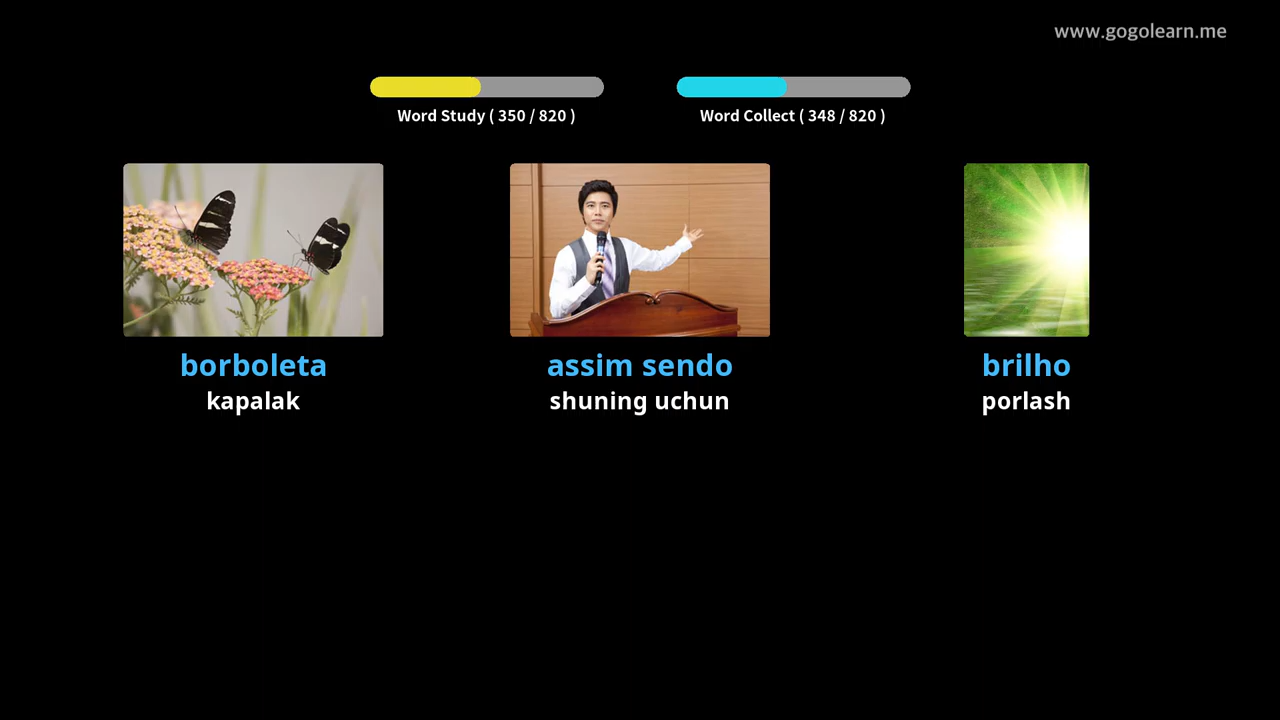 www.gogolearn.me
Word Study ( 350 / 820 )
Word Collect ( 348 / 820 )
borboleta
kapalak
assim sendo
shuning uchun
brilho
porlash